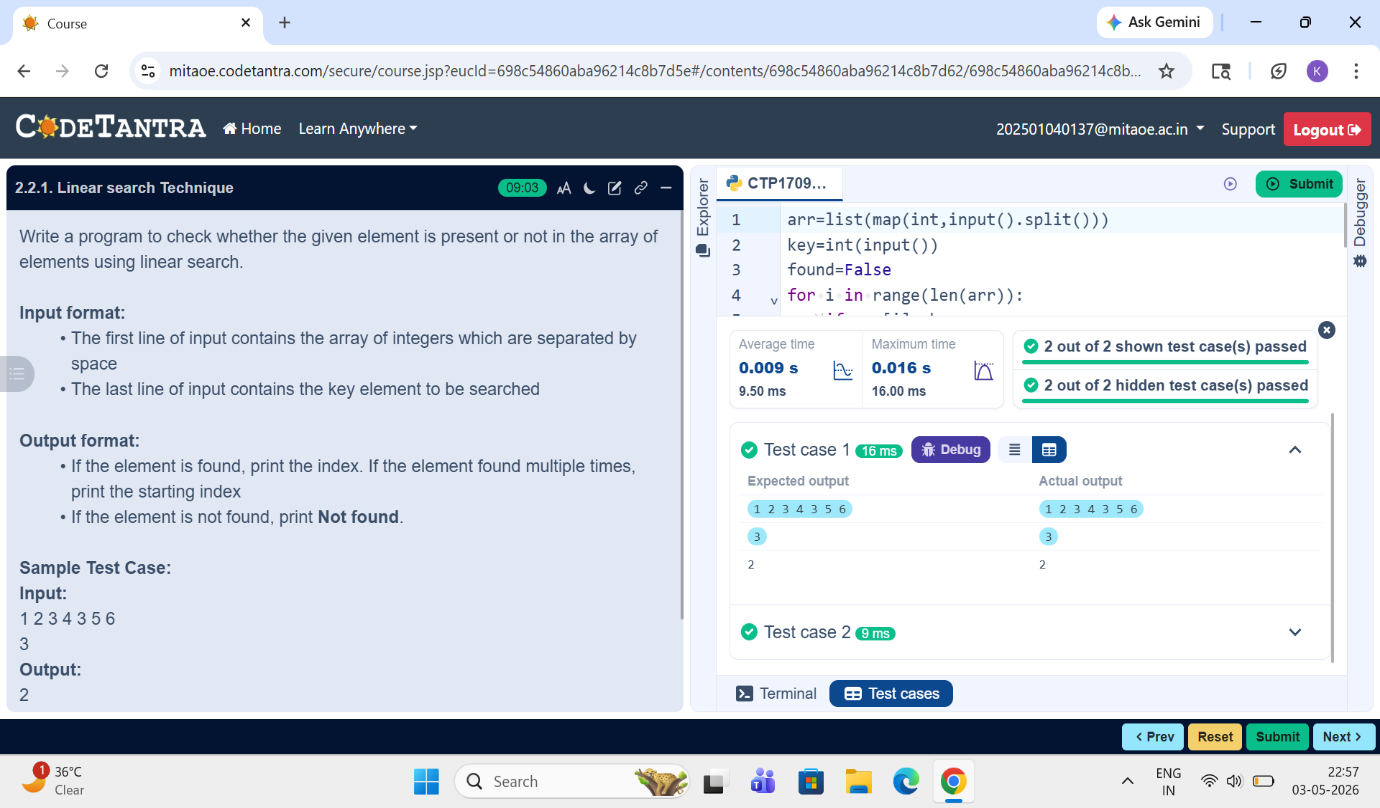 Course
Ask Gemini
mitaoe.codetantra.com/secure/course.jsp?eucId=698c54860aba96214c8b7d5e#/contents/698c54860aba96214c8b7d62/698c54860aba96214c8b...
K
CODETANTRA
Home
Learn Anywhere
202501040137@mitaoe.ac.in
Support
Logout
2.2.1. Linear search Technique
09:03
Write a program to check whether the given element is present or not in the array of
elements using linear search.
Input format:
• The first line of input contains the array of integers which are separated by
space
• The last line of input contains the key element to be searched
Output format:
• If the element is found, print the index. If the element found multiple times,
print the starting index
• If the element is not found, print Not found.
Sample Test Case:
Input:
1 2 3 4 3 5 6
3
Output:
2
Explorer
CTP1709...
Submit
Debugger
1 arr=list(map(int,input().split()))
2 key=int(input())
3 found=False
4 for i in range(len(arr)):
Average time
0.009 s
9.50 ms
Maximum time
0.016 s
16.00 ms
2 out of 2 shown test case(s) passed
2 out of 2 hidden test case(s) passed
Test case 1 16 ms Debug
Expected output Actual output
1 2 3 4 3 5 6 1 2 3 4 3 5 6
3 3
2 2
Test case 2 9 ms
Terminal Test cases
< Prev Reset Submit Next >
1
36°C
Clear
Search
ENG
IN
22:57
03-05-2026